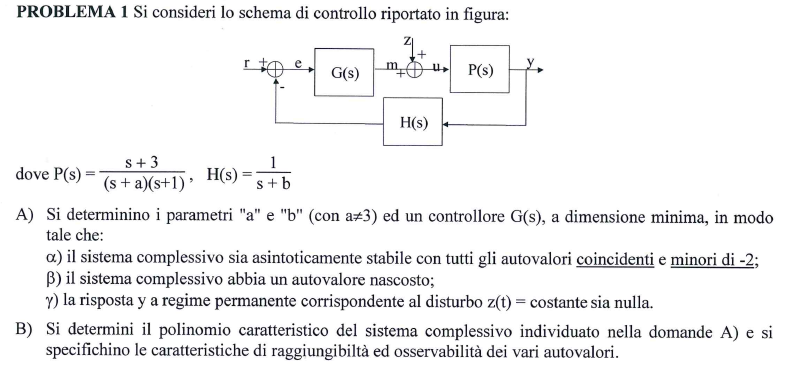 PROBLEMA 1 Si consideri lo schema di controllo riportato in figura:
z
+
r + e G(s) m + u P(s) y
-
H(s)
dove P(s) = s + 3 / (s + a)(s+1) , H(s) = 1 / s + b
A) Si determinino i parametri "a" e "b" (con a≠3) ed un controllore G(s), a dimensione minima, in modo
tale che:
α) il sistema complessivo sia asintoticamente stabile con tutti gli autovalori coincidenti e minori di -2;
β) il sistema complessivo abbia un autovalore nascosto;
γ) la risposta y a regime permanente corrispondente al disturbo z(t) = costante sia nulla.
B) Si determini il polinomio caratteristico del sistema complessivo individuato nella domande A) e si
specifichino le caratteristiche di raggiungibiltà ed osservabilità dei vari autovalori.